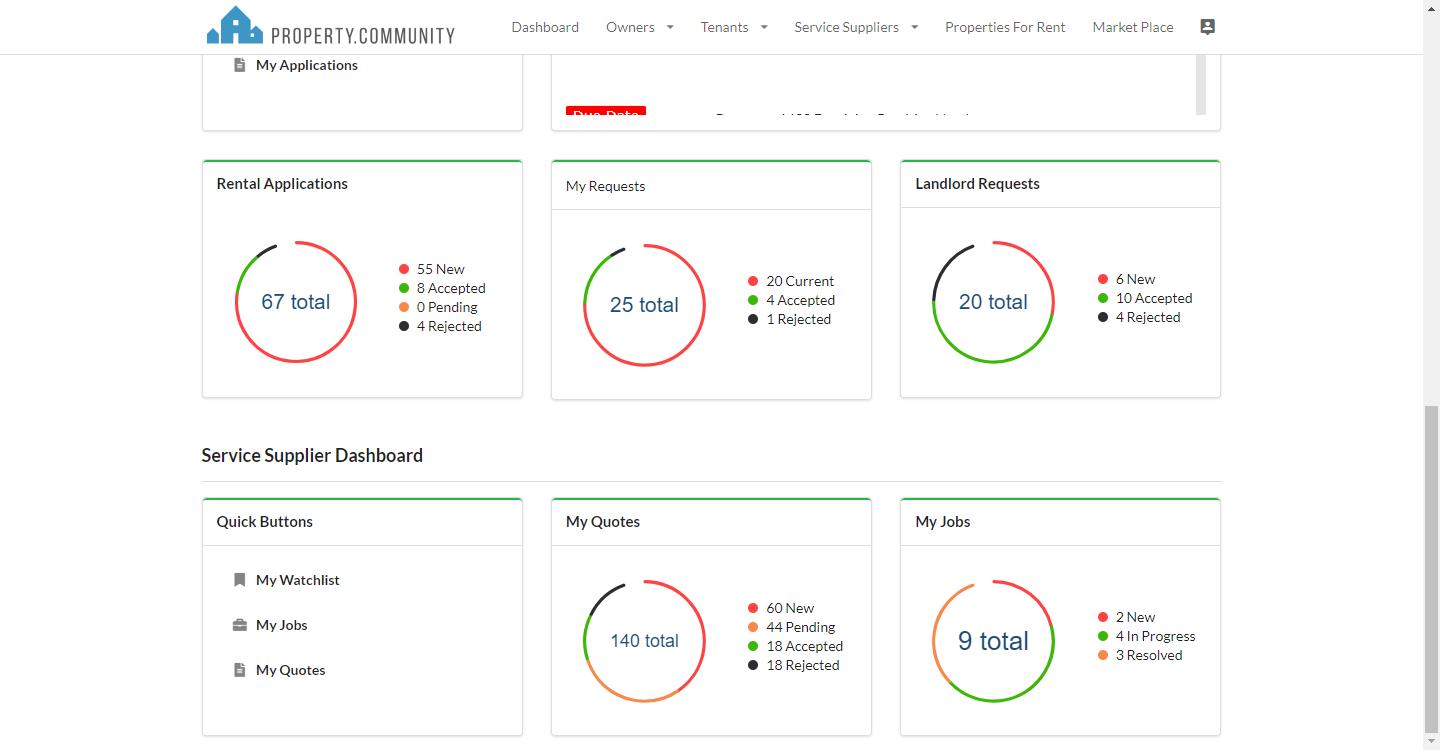 PROPERTY.COMMUNITY
Dashboard Owners Tenants Service Suppliers Properties For Rent Market Place
My Applications
Due Date
Rental Applications
67 total
55 New
8 Accepted
0 Pending
4 Rejected
My Requests
25 total
20 Current
4 Accepted
1 Rejected
Landlord Requests
20 total
6 New
10 Accepted
4 Rejected
Service Supplier Dashboard
Quick Buttons
My Watchlist
My Jobs
My Quotes
My Quotes
140 total
60 New
44 Pending
18 Accepted
18 Rejected
My Jobs
9 total
2 New
4 In Progress
3 Resolved